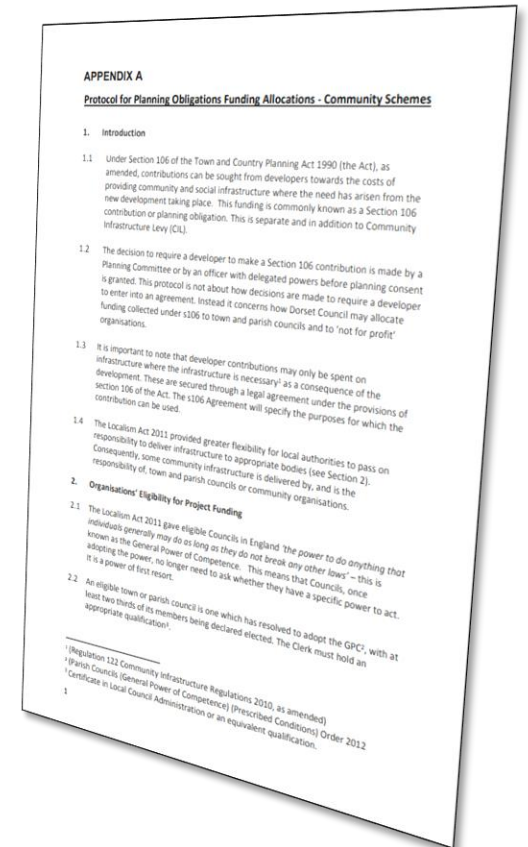 APPENDIX A
Protocol for Planning Obligations Funding Allocations - Community Schemes
1. Introduction
1.1 Under Section 106 of the Town and Country Planning Act 1990 (the Act), as
amended, contributions can be sought from developers towards the costs of
providing community and social infrastructure where the need has arisen from the
new development taking place. This funding is commonly known as a Section 106
contribution or planning obligation. This is separate and in addition to Community
Infrastructure Levy (CIL).
1.2 The decision to require a developer to make a Section 106 contribution is made by a
Planning Committee or by an officer with delegated powers before planning consent
is granted. This protocol is not about how decisions are made to require a developer
to enter into an agreement. Instead it concerns how Dorset Council may allocate
funding collected under s106 to town and parish councils and to 'not for profit'
organisations.
1.3 It is important to note that developer contributions may only be spent on
infrastructure where the infrastructure is necessary¹ as a consequence of the
development. These are secured through a legal agreement under the provisions of
section 106 of the Act. The s106 Agreement will specify the purposes for which the
contribution can be used.
1.4 The Localism Act 2011 provided greater flexibility for local authorities to pass on
responsibility to deliver infrastructure to appropriate bodies (see Section 2).
Consequently, some community infrastructure is delivered by, and is the
responsibility of, town and parish councils or community organisations.
2. Organisations' Eligibility for Project Funding
2.1 The Localism Act 2011 gave eligible Councils in England 'the power to do anything that
individuals generally may do as long as they do not break any other laws' – this is
known as the General Power of Competence. This means that Councils, once
adopting the power, no longer need to ask whether they have a specific power to act.
It is a power of first resort.
2.2 An eligible town or parish council is one which has resolved to adopt the GPC², with at
least two thirds of its members being declared elected. The Clerk must hold an
appropriate qualification³.
¹ (Regulation 122 Community Infrastructure Regulations 2010, as amended)
² (Parish Councils (General Power of Competence) (Prescribed Conditions) Order 2012
³ Certificate in Local Council Administration or an equivalent qualification.
1